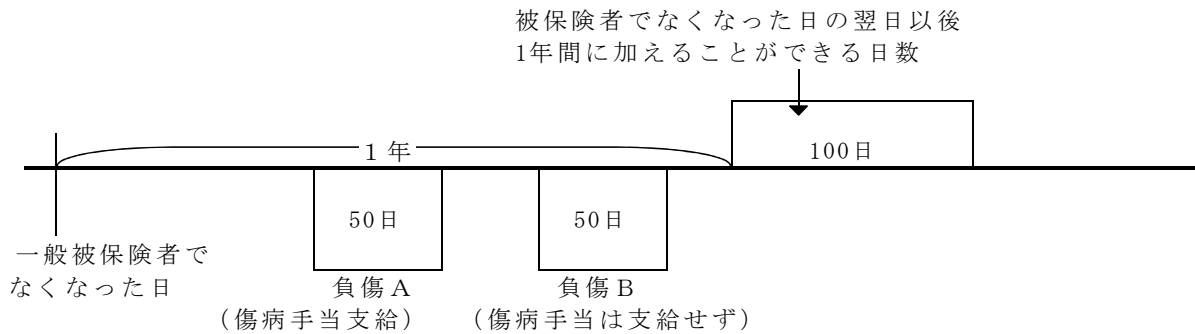 被保険者でなくなった日の翌日以後
1年間に加えることができる日数
1年
100日
50日
50日
一般被保険者で
なくなった日
負傷A
(傷病手当支給)
負傷B
(傷病手当は支給せず)